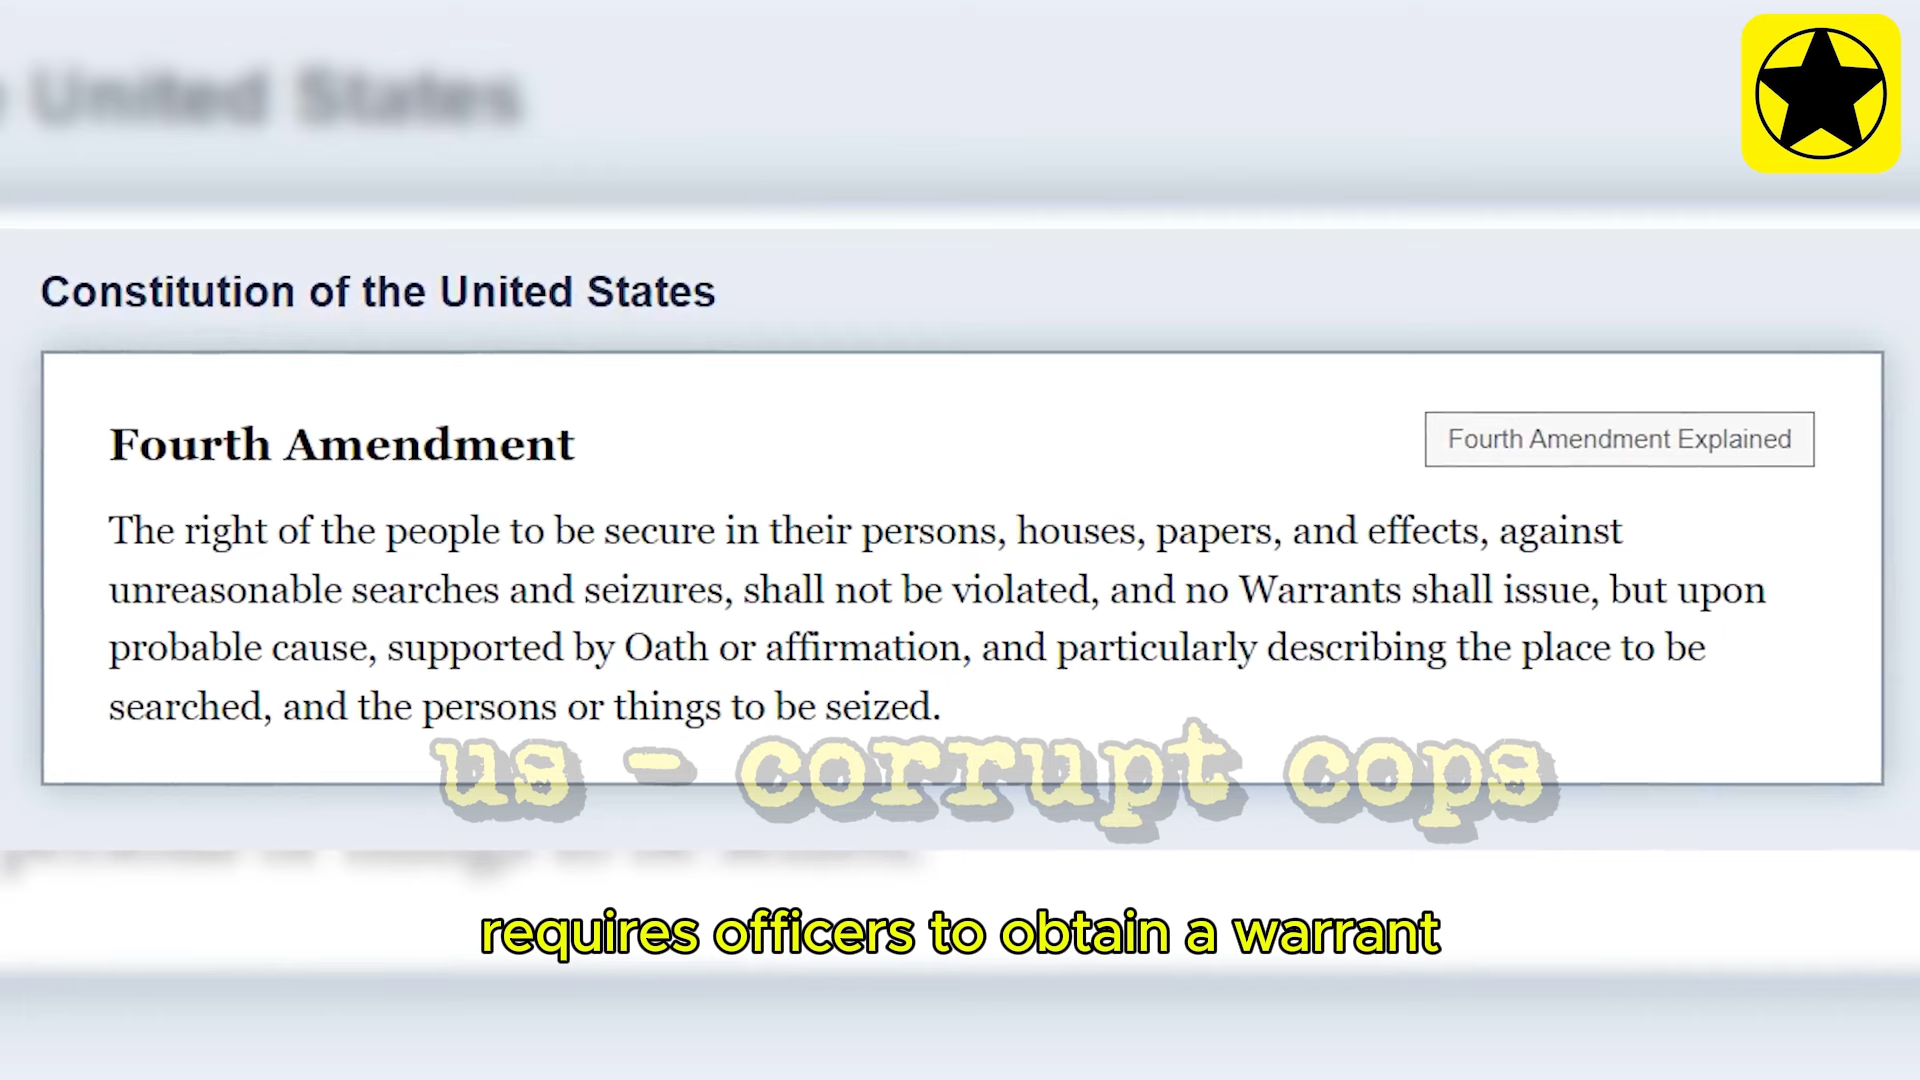 United States
Constitution of the United States
Fourth Amendment
Fourth Amendment Explained
The right of the people to be secure in their persons, houses, papers, and effects, against
unreasonable searches and seizures, shall not be violated, and no Warrants shall issue, but upon
probable cause, supported by Oath or affirmation, and particularly describing the place to be
searched, and the persons or things to be seized.
us - corrupt cops
requires officers to obtain a warrant